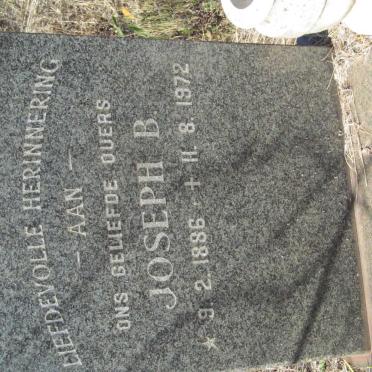 LIEFDEVOLLE HERINNERING
— AAN —
ONS GELIEFDE OUERS
JOSEPH B.
* 9.2.1886 + 11.8.1972